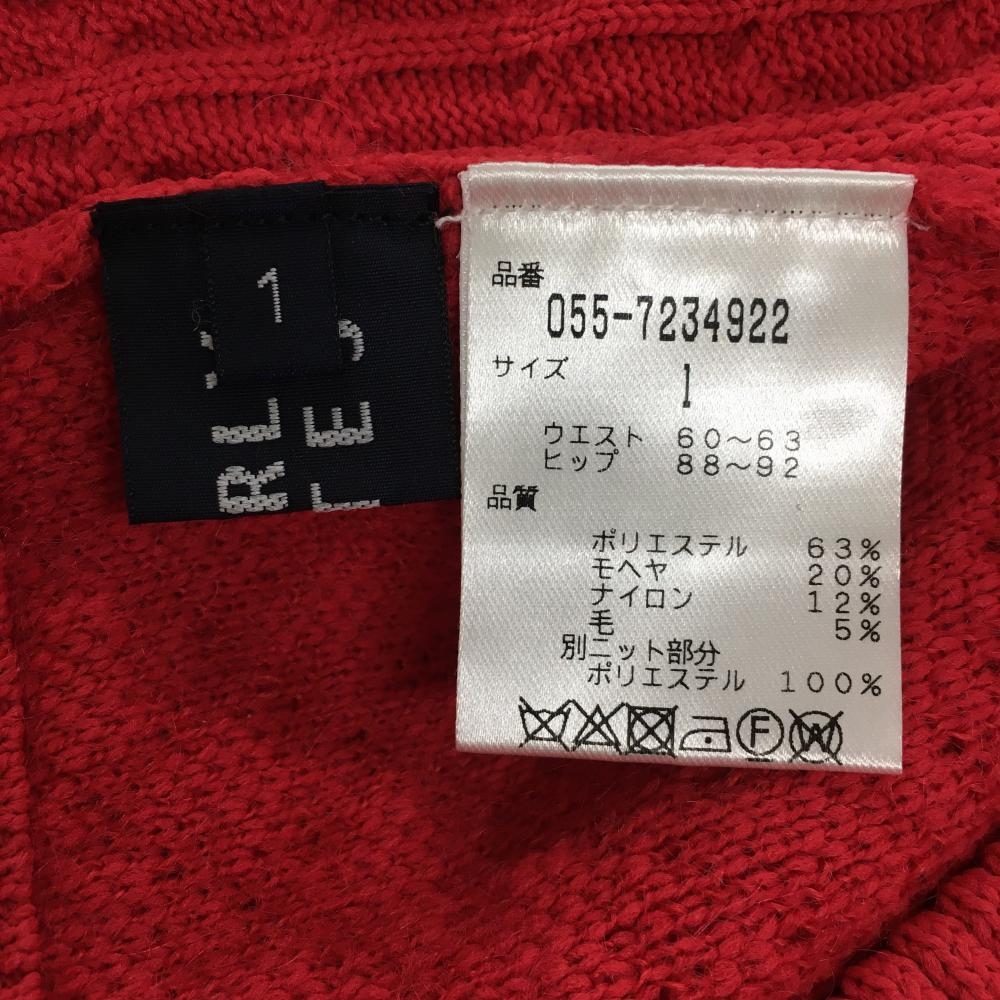 1
品番
055-7234922
サイズ
1
ウエスト 60〜63
ヒップ 88〜92
品質
ポリエステル 63%
モヘヤ 20%
ナイロン 12%
毛 5%
別ニット部分
ポリエステル 100%
F
W